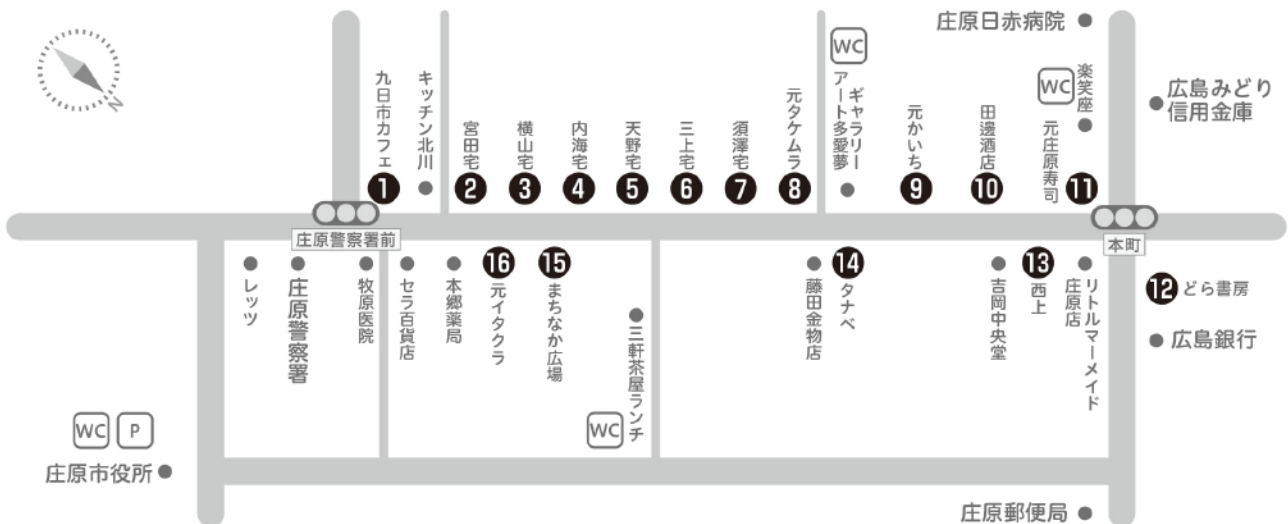 庄原日赤病院
WC
WC
楽笑座
広島みどり
信用金庫
N
九日市カフェ
キッチン北川
宮田宅
横山宅
内海宅
天野宅
三上宅
須澤宅
元タケムラ
ギャラリー
アート多愛夢
元かいち
田邊酒店
元庄原寿司
1
2
3
4
5
6
7
8
9
10
11
庄原警察署前
本町
レッツ
庄原警察署
牧原医院
セラ百貨店
本郷薬局
16
元イタクラ
15
まちなか広場
三軒茶屋ランチ
WC
藤田金物店
14
タナベ
吉岡中央堂
13
西上
リトルマーメイド
庄原店
12
どら書房
広島銀行
WC
P
庄原市役所
庄原郵便局